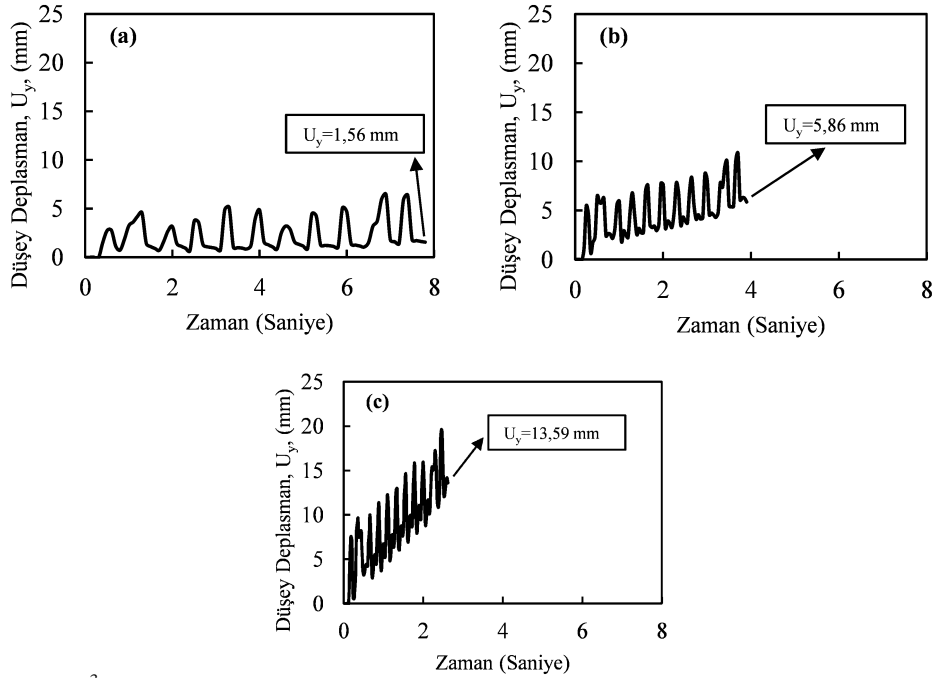 (a)
Düşey Deplasman, Uy, (mm)
25
20
15
10
5
0
Uy=1,56 mm
0 2 4 6 8
Zaman (Saniye)
(b)
Düşey Deplasman, Uy, (mm)
25
20
15
10
5
0
Uy=5,86 mm
0 2 4 6 8
Zaman (Saniye)
(c)
Düşey Deplasman, Uy, (mm)
25
20
15
10
5
0
Uy=13,59 mm
0 2 4 6 8
Zaman (Saniye)
3